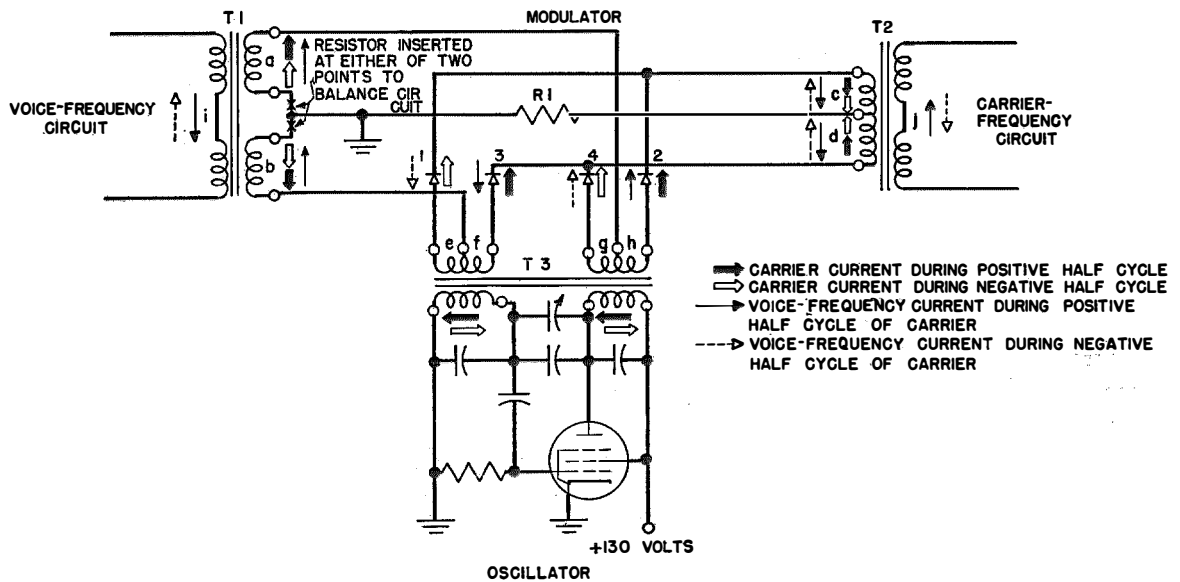 MODULATOR
T1
T2
T3
a
b
RESISTOR INSERTED
AT EITHER OF TWO
POINTS TO
BALANCE CIR
CUIT
VOICE-FREQUENCY
CIRCUIT
i
R1
c
d
j
CARRIER-
FREQUENCY
CIRCUIT
1
3
4
2
e
f
g
h
CARRIER CURRENT DURING POSITIVE HALF CYCLE
CARRIER CURRENT DURING NEGATIVE HALF CYCLE
VOICE-FREQUENCY CURRENT DURING POSITIVE
HALF CYCLE OF CARRIER
VOICE-FREQUENCY CURRENT DURING NEGATIVE
HALF CYCLE OF CARRIER
+130 VOLTS
OSCILLATOR